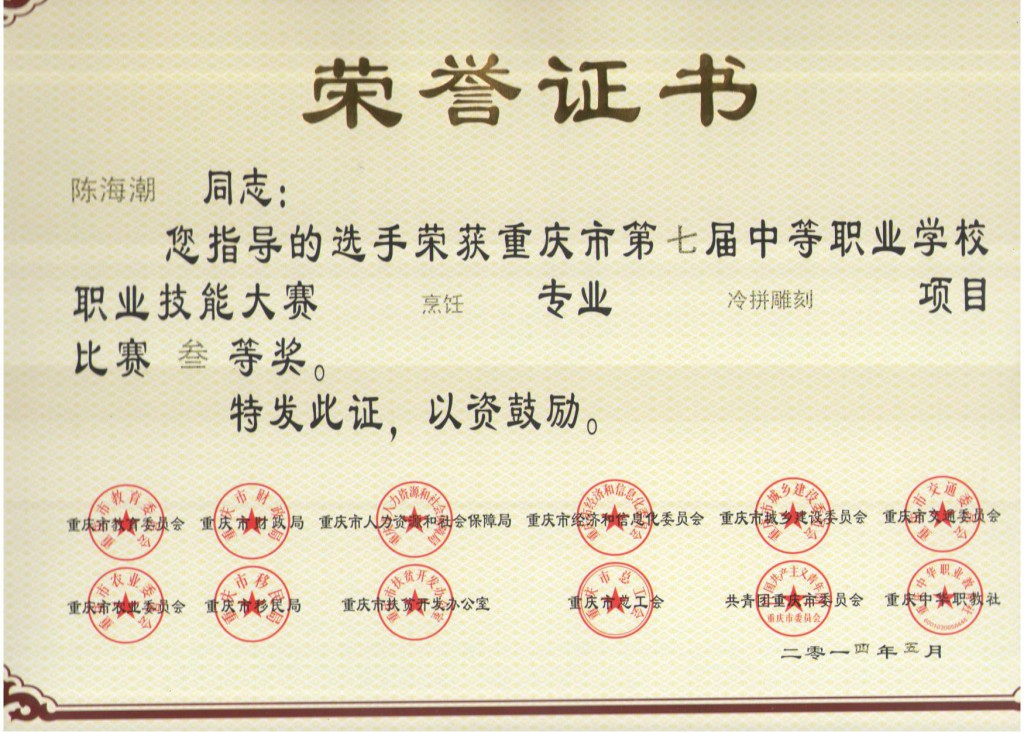 荣誉证书
陈海潮 同志：
您指导的选手荣获重庆市第七届中等职业学校
职业技能大赛 烹饪 专业 冷拼雕刻 项目
比赛 叁 等奖。
特发此证，以资鼓励。
重庆市教育委员会 重庆市财政局 重庆市人力资源和社会保障局 重庆市经济和信息化委员会 重庆市城乡建设委员会 重庆市交通委员会
重庆市农业委员会 重庆市移民局 重庆市扶贫开发办公室 重庆市总工会 共青团重庆市委员会 重庆中华职教社
二零一四年五月